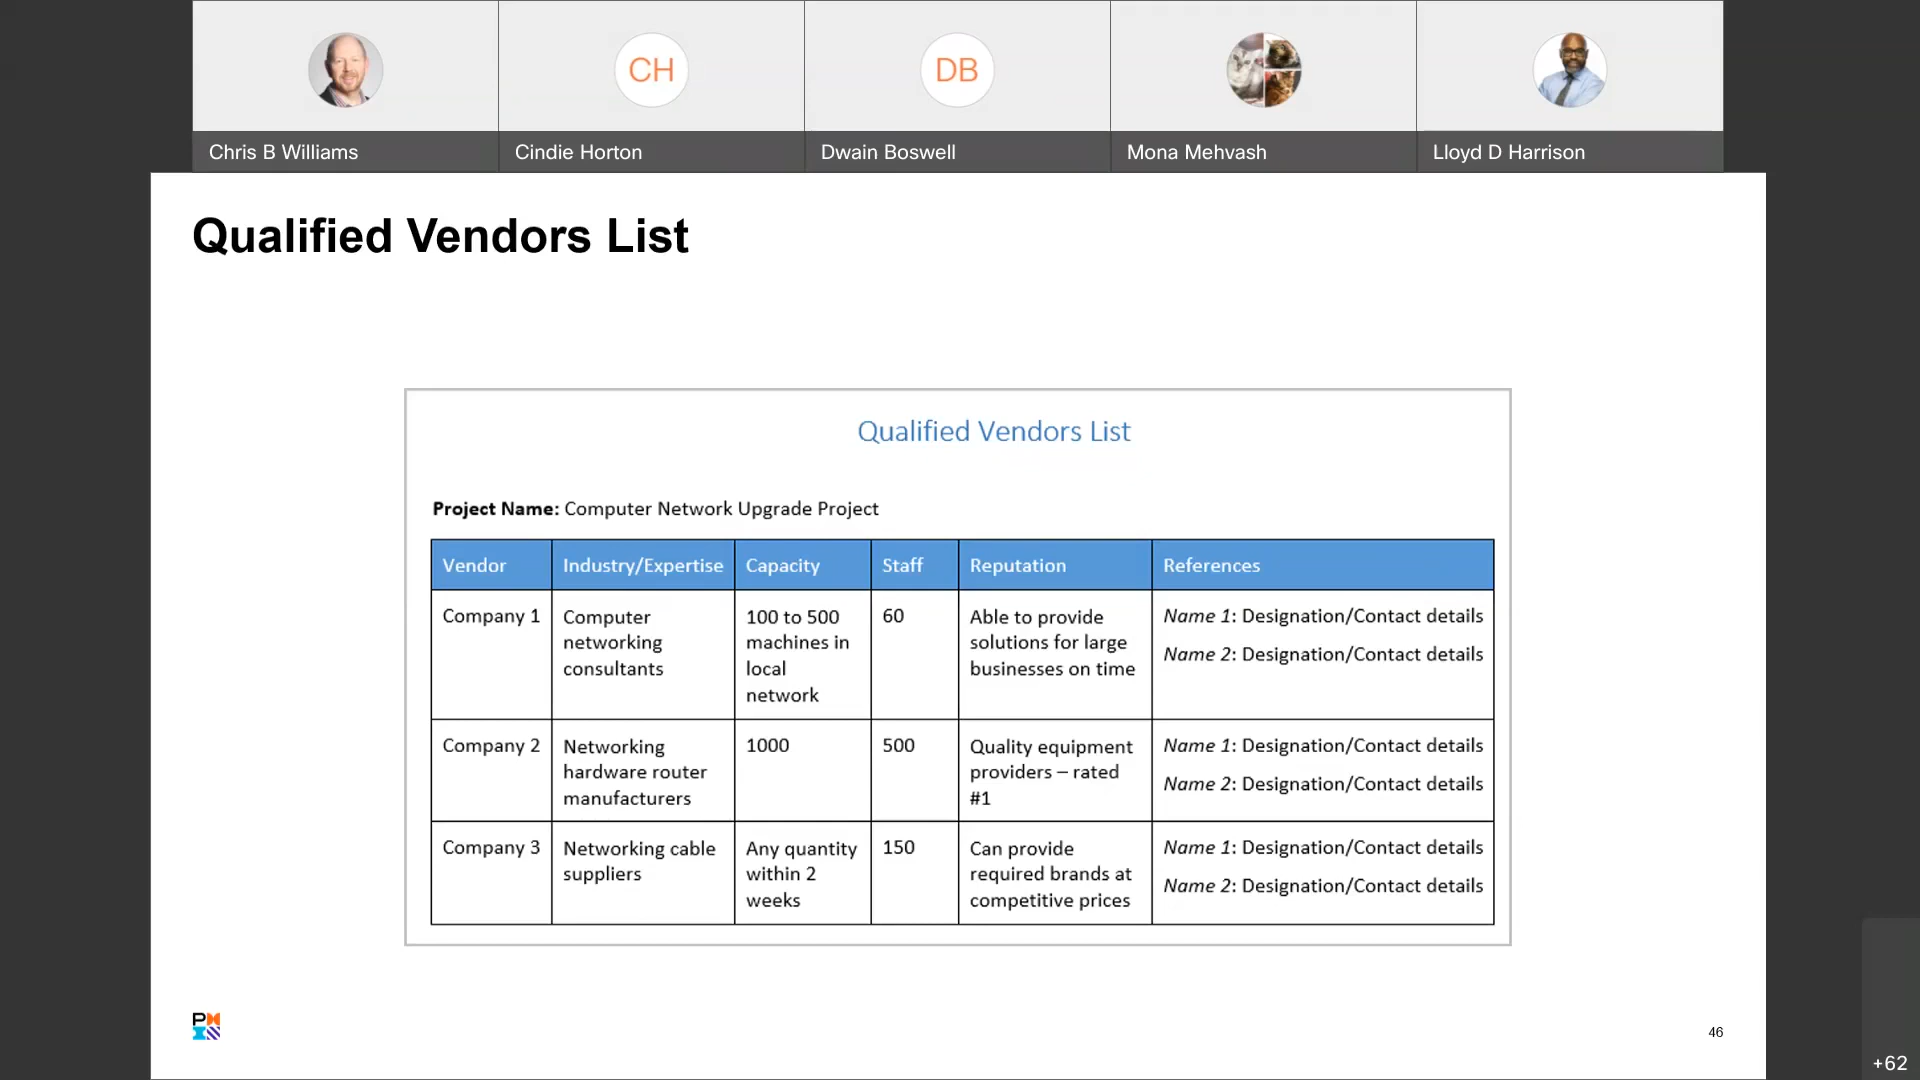 CH
DB
Chris B Williams
Cindie Horton
Dwain Boswell
Mona Mehvash
Lloyd D Harrison
Qualified Vendors List
Qualified Vendors List
Project Name: Computer Network Upgrade Project
Vendor
Industry/Expertise
Capacity
Staff
Reputation
References
Company 1
Computer
networking
consultants
100 to 500
machines in
local
network
60
Able to provide
solutions for large
businesses on time
Name 1: Designation/Contact details
Name 2: Designation/Contact details
Company 2
Networking
hardware router
manufacturers
1000
500
Quality equipment
providers – rated
#1
Name 1: Designation/Contact details
Name 2: Designation/Contact details
Company 3
Networking cable
suppliers
Any quantity
within 2
weeks
150
Can provide
required brands at
competitive prices
Name 1: Designation/Contact details
Name 2: Designation/Contact details
46
+62